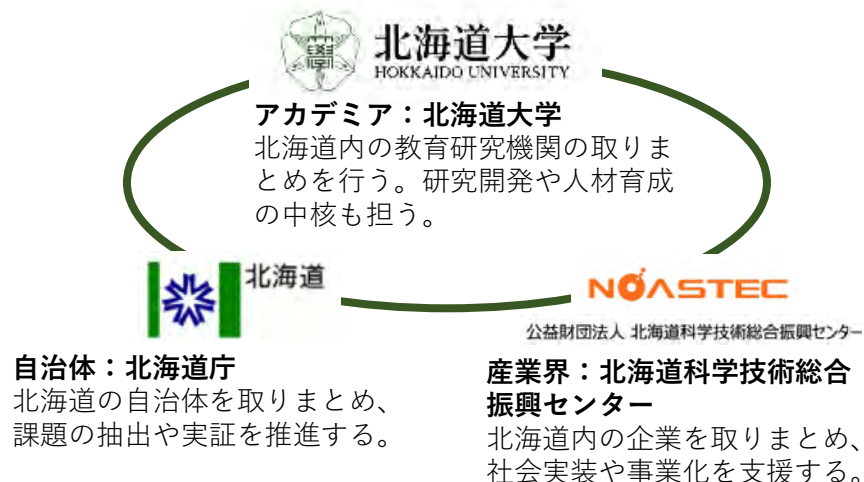 北海道大学
HOKKAIDO UNIVERSITY
アカデミア：北海道大学
北海道内の教育研究機関の取りま
とめを行う。研究開発や人材育成
の中核も担う。
北海道
自治体：北海道庁
北海道の自治体を取りまとめ、
課題の抽出や実証を推進する。
NOASTEC
公益財団法人 北海道科学技術総合振興センター
産業界：北海道科学技術総合
振興センター
北海道内の企業を取りまとめ、
社会実装や事業化を支援する。